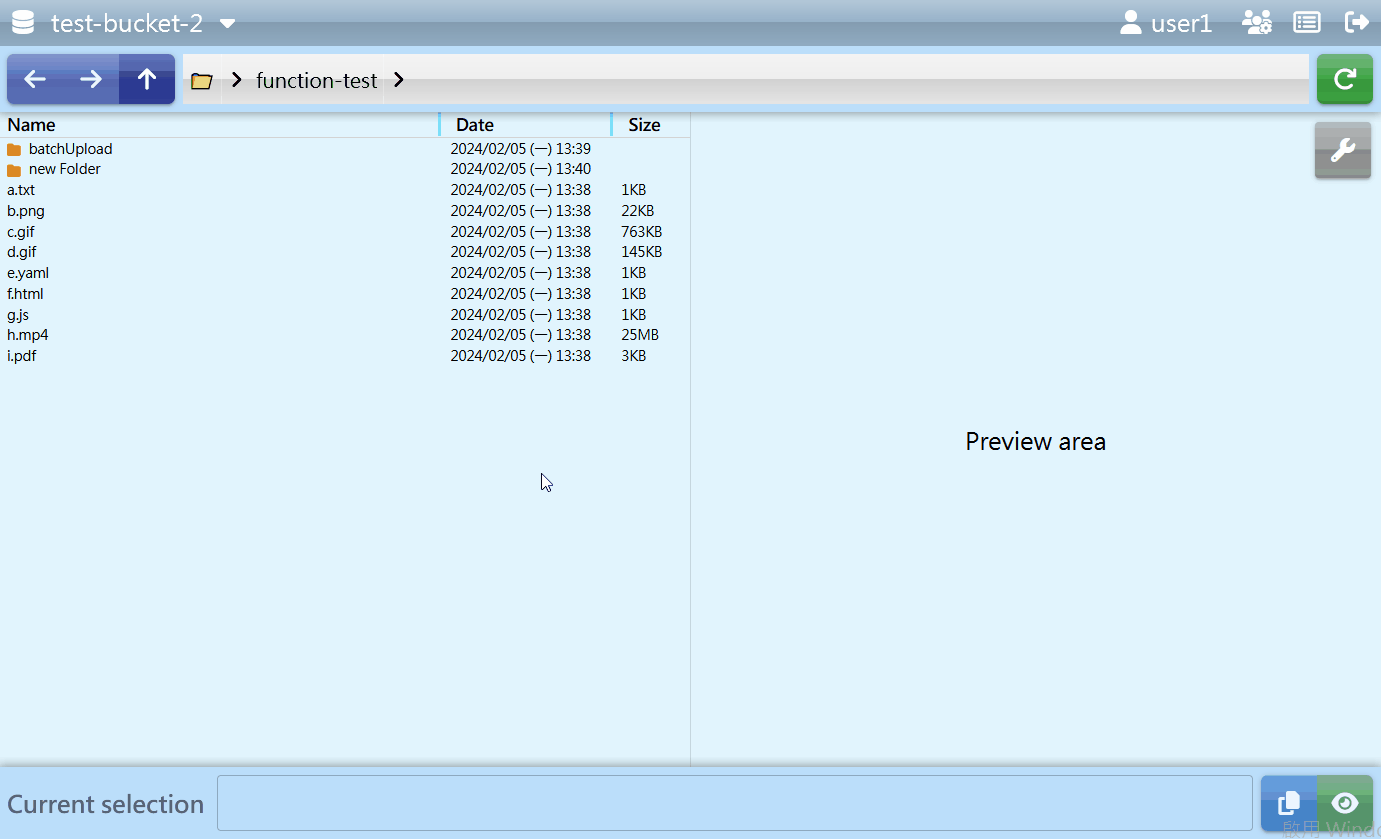 test-bucket-2 user1
function-test
Name Date Size
batchUpload 2024/02/05 (一) 13:39
new Folder 2024/02/05 (一) 13:40
a.txt 2024/02/05 (一) 13:38 1KB
b.png 2024/02/05 (一) 13:38 22KB
c.gif 2024/02/05 (一) 13:38 763KB
d.gif 2024/02/05 (一) 13:38 145KB
e.yaml 2024/02/05 (一) 13:38 1KB
f.html 2024/02/05 (一) 13:38 1KB
g.js 2024/02/05 (一) 13:38 1KB
h.mp4 2024/02/05 (一) 13:38 25MB
i.pdf 2024/02/05 (一) 13:38 3KB
Preview area
Current selection
啟用 Windo